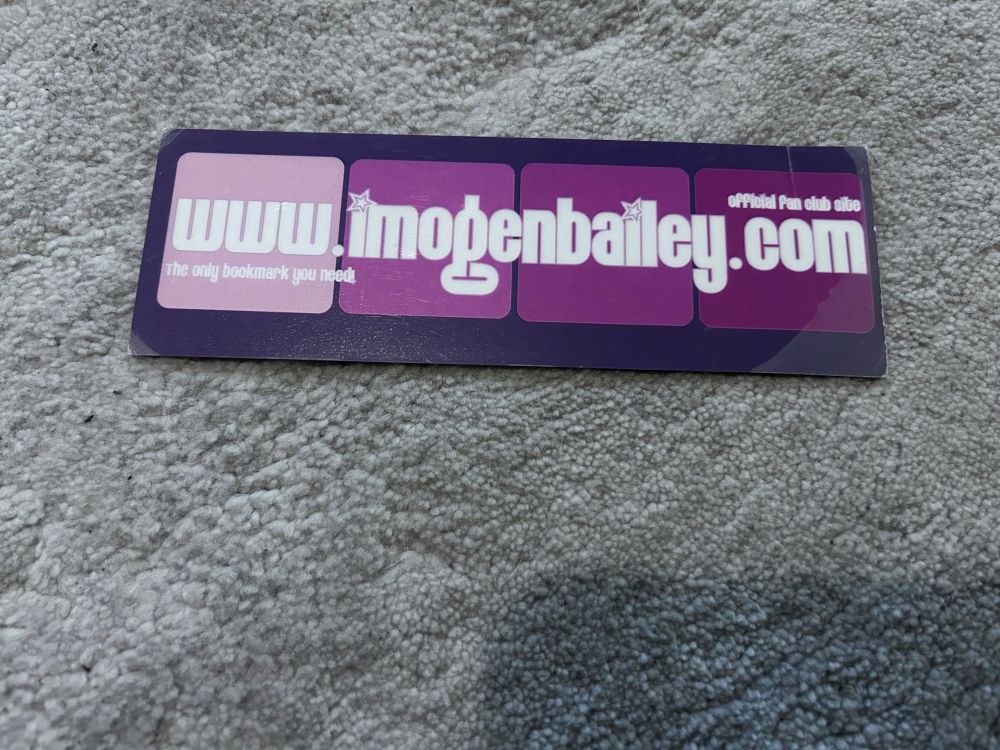 official fan club site
www.imogenbailey.com
The only bookmark you need!